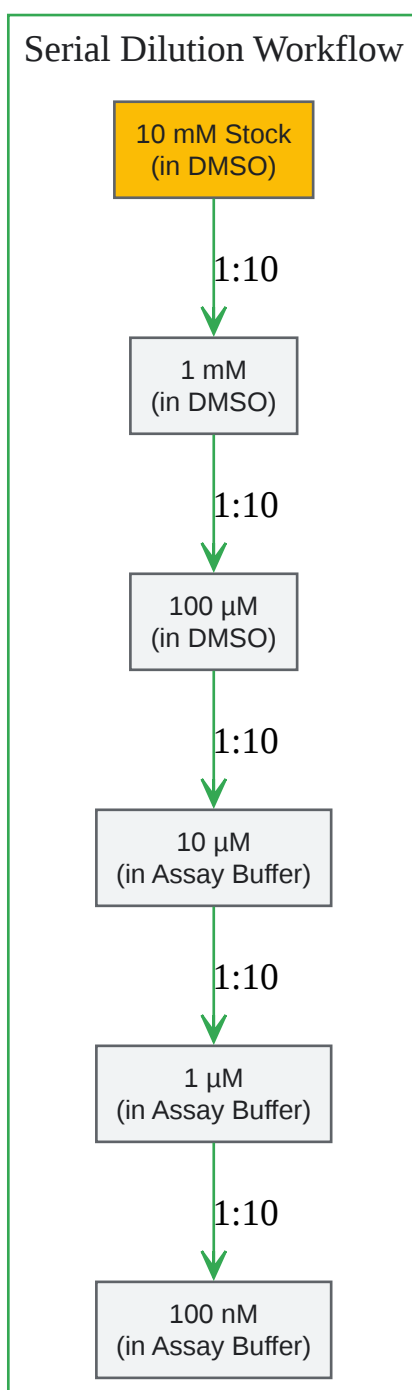 Serial Dilution Workflow
10 mM Stock
(in DMSO)
1:10
1 mM
(in DMSO)
1:10
100 µM
(in DMSO)
1:10
10 µM
(in Assay Buffer)
1:10
1 µM
(in Assay Buffer)
1:10
100 nM
(in Assay Buffer)